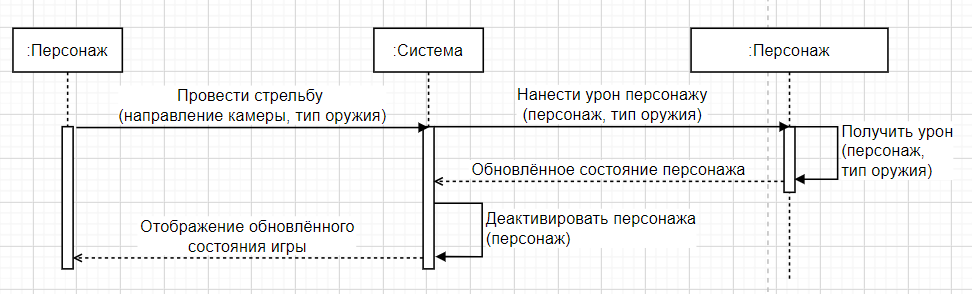 :Персонаж
:Система
:Персонаж
Провести стрельбу
(направление камеры, тип оружия)
Нанести урон персонажу
(персонаж, тип оружия)
Получить урон
(персонаж,
тип оружия)
Обновлённое состояние персонажа
Деактивировать персонажа
(персонаж)
Отображение обновлённого
состояния игры